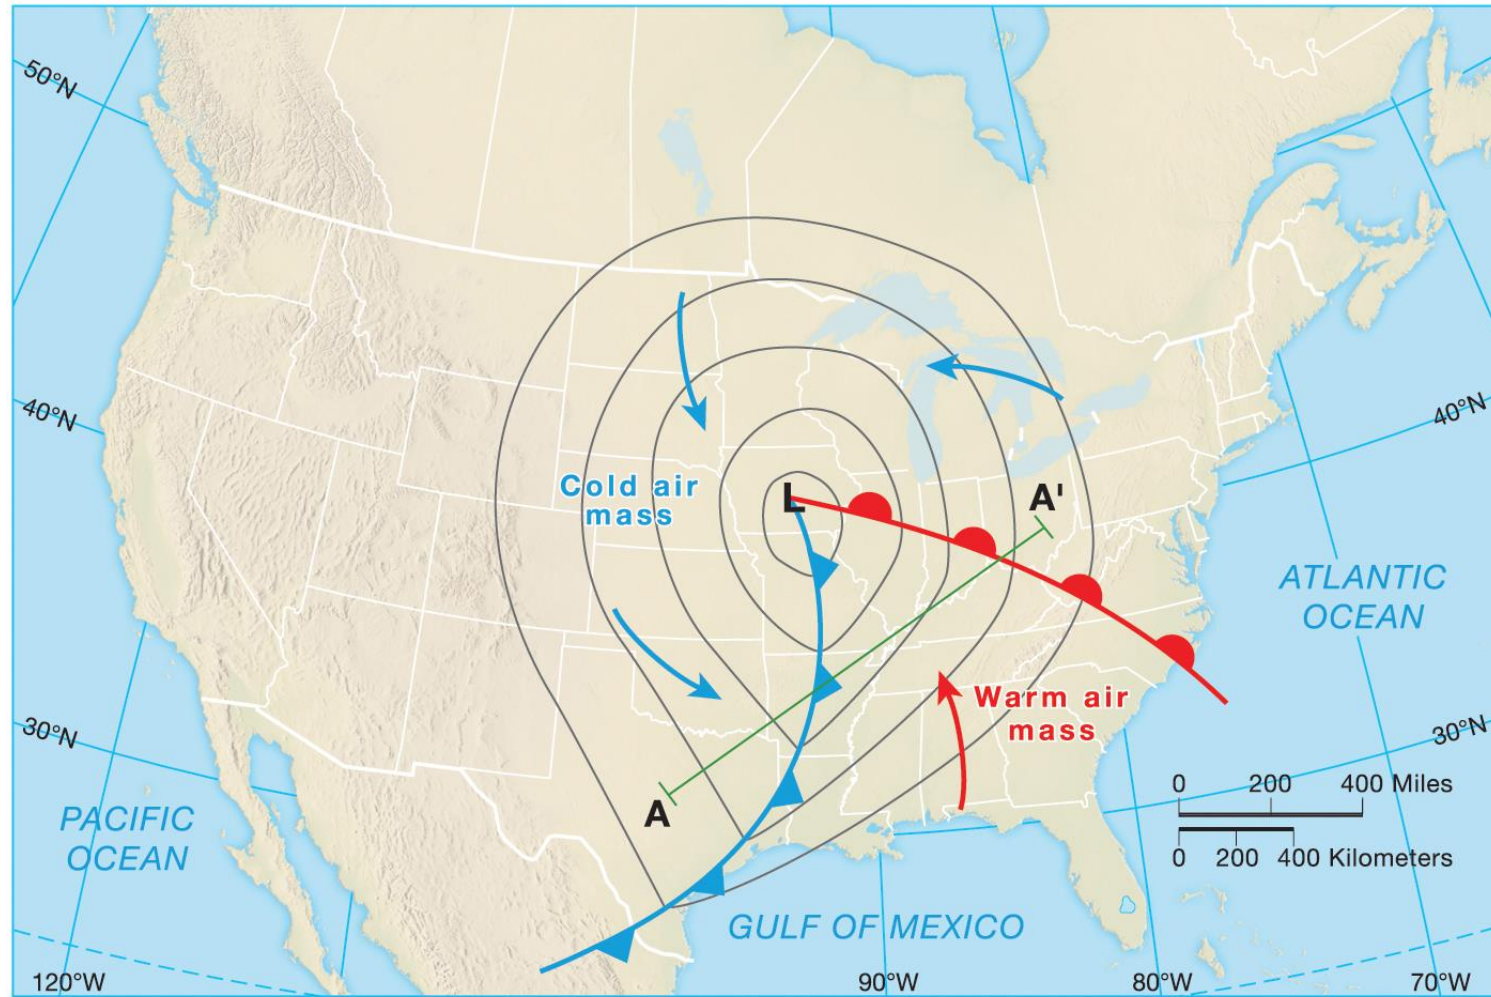 50°N
40°N
30°N
PACIFIC
OCEAN
120°W
Cold air
mass
L
A'
A
Warm air
mass
GULF OF MEXICO
90°W
80°W
70°W
40°N
ATLANTIC
OCEAN
30°N
0 200 400 Miles
0 200 400 Kilometers